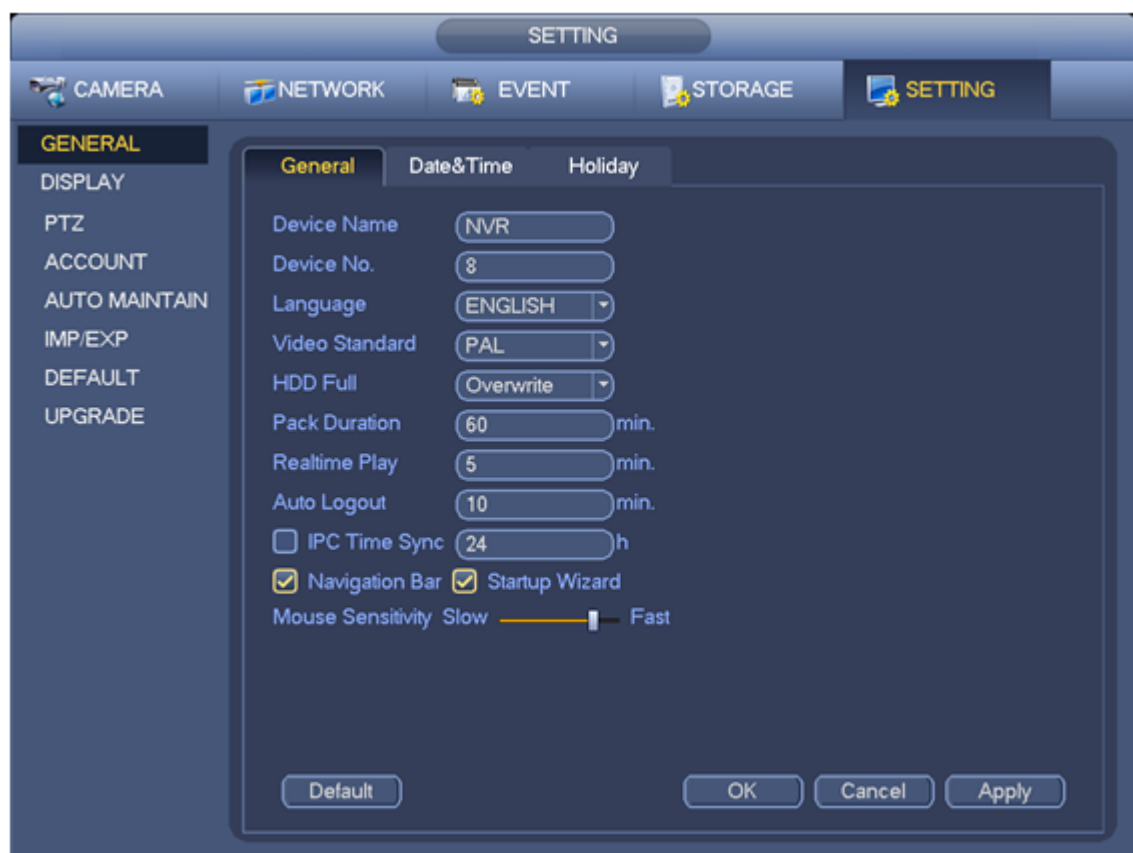 SETTING
CAMERA NETWORK EVENT STORAGE SETTING
GENERAL
DISPLAY
PTZ
ACCOUNT
AUTO MAINTAIN
IMP/EXP
DEFAULT
UPGRADE
General Date&Time Holiday
Device Name NVR
Device No. 8
Language ENGLISH
Video Standard PAL
HDD Full Overwrite
Pack Duration 60 min.
Realtime Play 5 min.
Auto Logout 10 min.
IPC Time Sync 24 h
Navigation Bar Startup Wizard
Mouse Sensitivity Slow Fast
Default OK Cancel Apply